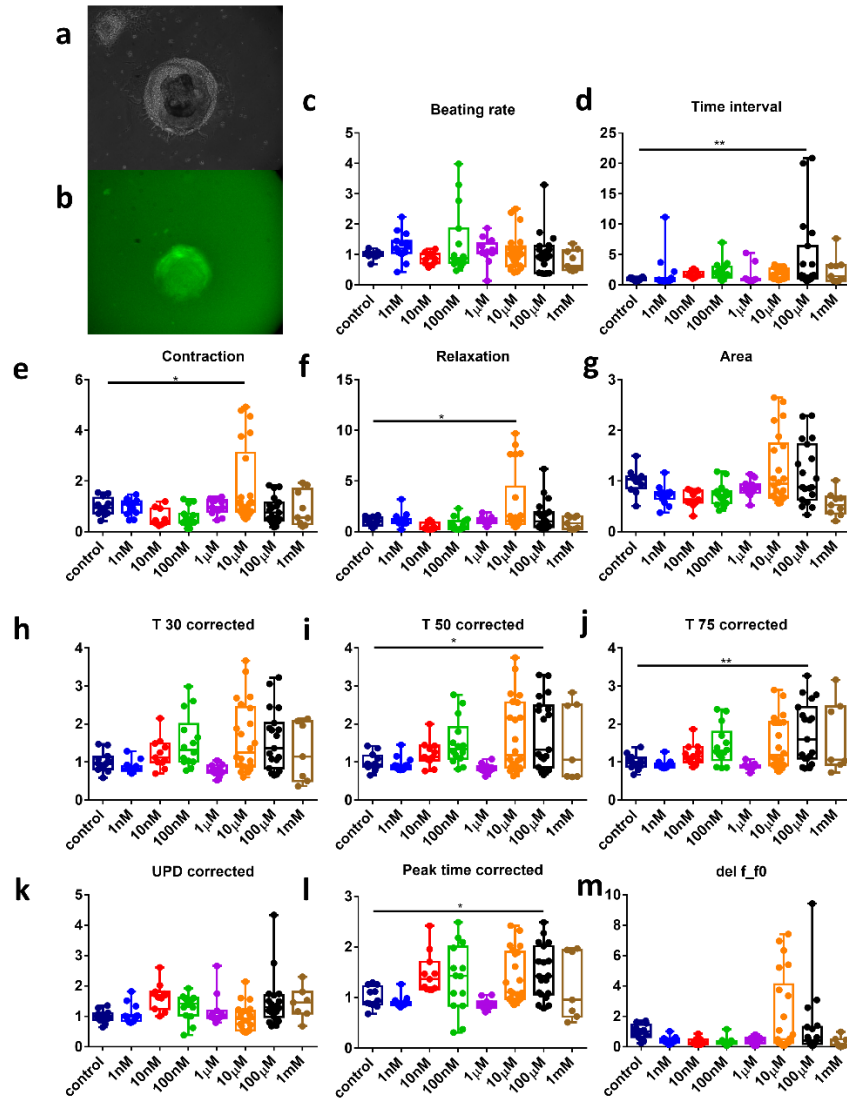 a
b
c
Beating rate
5
4
3
2
1
0
control
1nM
10nM
100nM
1μM
10μM
100μM
1mM
d
Time interval
**
25
20
15
10
5
0
control
1nM
10nM
100nM
1μM
10μM
100μM
1mM
e
Contraction
*
6
4
2
0
control
1nM
10nM
100nM
1μM
10μM
100μM
1mM
f
Relaxation
*
15
10
5
0
control
1nM
10nM
100nM
1μM
10μM
100μM
1mM
g
Area
3
2
1
0
control
1nM
10nM
100nM
1μM
10μM
100μM
1mM
h
T 30 corrected
4
3
2
1
0
control
1nM
10nM
100nM
1μM
10μM
100μM
1mM
i
T 50 corrected
*
4
3
2
1
0
control
1nM
10nM
100nM
1μM
10μM
100μM
1mM
j
T 75 corrected
**
4
3
2
1
0
control
1nM
10nM
100nM
1μM
10μM
100μM
1mM
k
UPD corrected
5
4
3
2
1
0
control
1nM
10nM
100nM
1μM
10μM
100μM
1mM
l
Peak time corrected
*
3
2
1
0
control
1nM
10nM
100nM
1μM
10μM
100μM
1mM
m
del f_f0
10
8
6
4
2
0
control
1nM
10nM
100nM
1μM
10μM
100μM
1mM